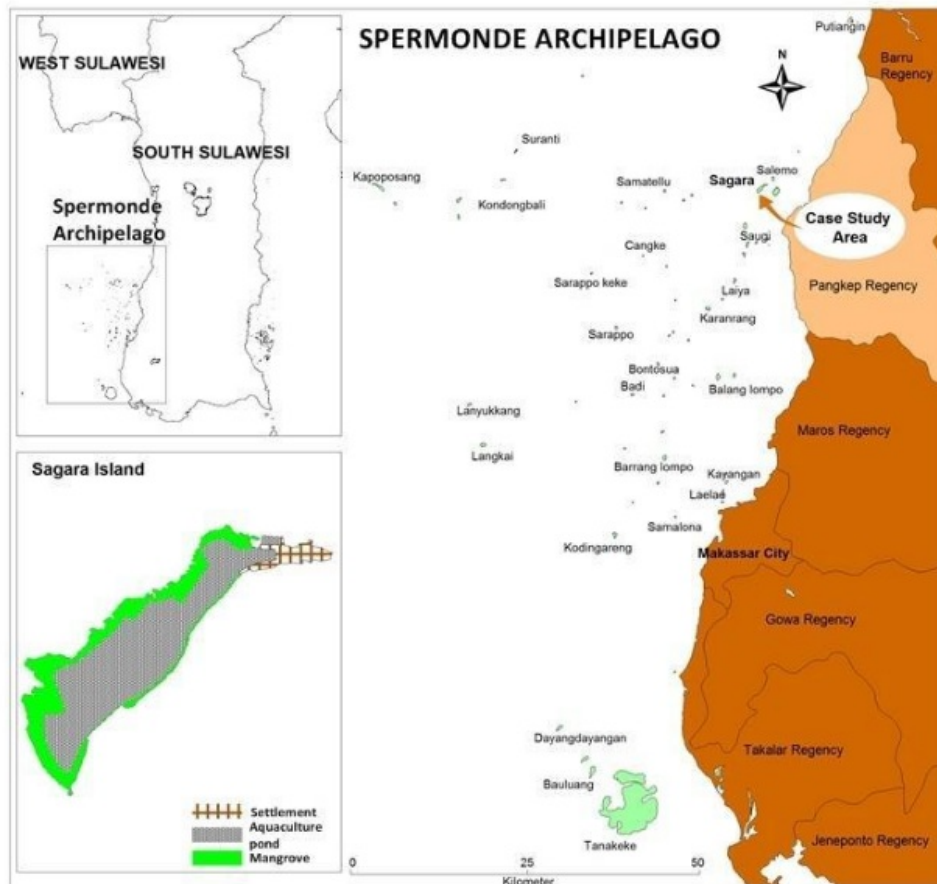 WEST SULAWESI
SOUTH SULAWESI
Spermonde
Archipelago
Sagara Island
Settlement
Aquaculture
pond
Mangrove
SPERMONDE ARCHIPELAGO
N
Putiangin
Barru
Regency
Suranti
Kapoposang
Kondongbali
Samatellu
Sagara
Salemo
Case Study
Area
Saugi
Cangke
Sarappo keke
Laiya
Pangkep Regency
Karanrang
Sarappo
Bontosua
Badi
Balang lompo
Lanyukkang
Maros Regency
Langkai
Barrang lompo
Kayangan
Laelae
Samalona
Kodingareng
Makassar City
Gowa Regency
Dayangdayangan
Takalar Regency
Bauluang
Tanakeke
Jeneponto Regency
0 25 50
Kilometer